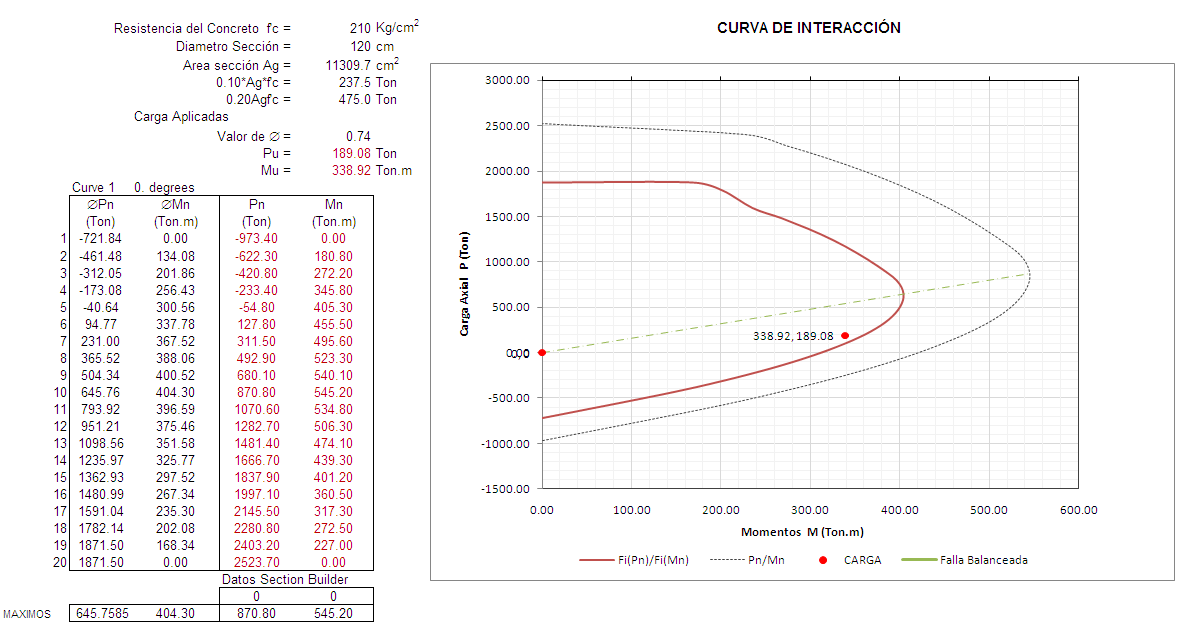 Resistencia del Concreto f'c = 210 Kg/cm2
Diametro Sección = 120 cm
Area sección Ag = 11309.7 cm2
0.10*Ag*f'c = 237.5 Ton
0.20Agf'c = 475.0 Ton
Carga Aplicadas
Valor de ∅ = 0.74
Pu = 189.08 Ton
Mu = 338.92 Ton.m
Curve 1 0. degrees
∅Pn ∅Mn Pn Mn
(Ton) (Ton.m) (Ton) (Ton.m)
1 -721.84 0.00 -973.40 0.00
2 -461.48 134.08 -622.30 180.80
3 -312.05 201.86 -420.80 272.20
4 -173.08 256.43 -233.40 345.80
5 -40.64 300.56 -54.80 405.30
6 94.77 337.78 127.80 455.50
7 231.00 367.52 311.50 495.60
8 365.52 388.06 492.90 523.30
9 504.34 400.52 680.10 540.10
10 645.76 404.30 870.80 545.20
11 793.92 396.59 1070.60 534.80
12 951.21 375.46 1282.70 506.30
13 1098.56 351.58 1481.40 474.10
14 1235.97 325.77 1666.70 439.30
15 1362.93 297.52 1837.90 401.20
16 1480.99 267.34 1997.10 360.50
17 1591.04 235.30 2145.50 317.30
18 1782.14 202.08 2280.80 272.50
19 1871.50 168.34 2403.20 227.00
20 1871.50 0.00 2523.70 0.00
Datos Section Builder
0 0
MAXIMOS 645.7585 404.30 870.80 545.20
CURVA DE INTERACCIÓN
Carga Axial P (Ton)
3000.00
2500.00
2000.00
1500.00
1000.00
500.00
-500.00
-1000.00
-1500.00
338.92, 189.08
0.00 100.00 200.00 300.00 400.00 500.00 600.00
Momentos M (Ton.m)
Fi(Pn)/Fi(Mn) Pn/Mn CARGA Falla Balanceada